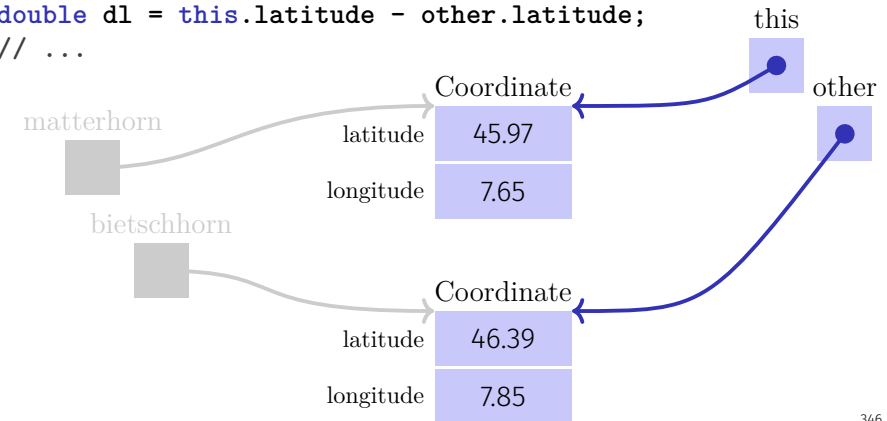 double dl = this.latitude - other.latitude;
this
// ...
Coordinate
other
matterhorn
latitude 45.97
longitude 7.65
bietschhorn
Coordinate
latitude 46.39
longitude 7.85
346